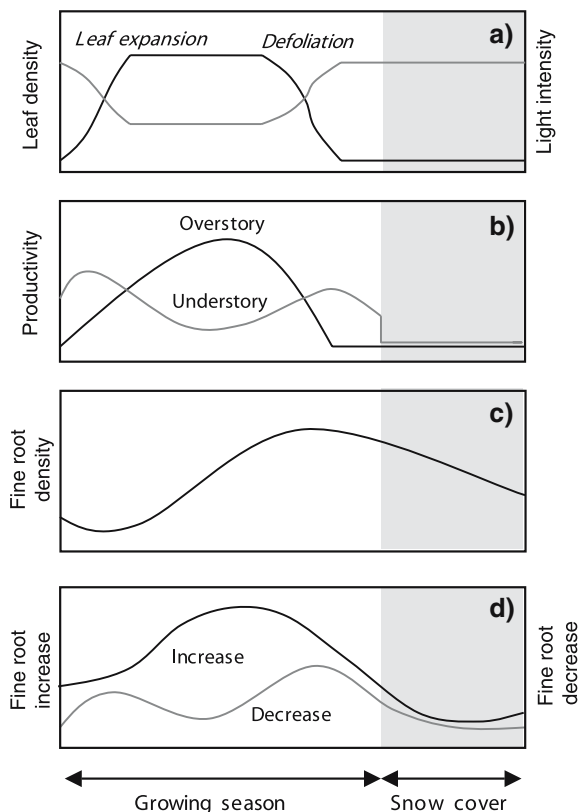 a)
Leaf expansion
Defoliation
Leaf density
Light intensity
b)
Overstory
Understory
Productivity
c)
Fine root
density
d)
Increase
Decrease
Fine root
increase
Fine root
decrease
Growing season
Snow cover